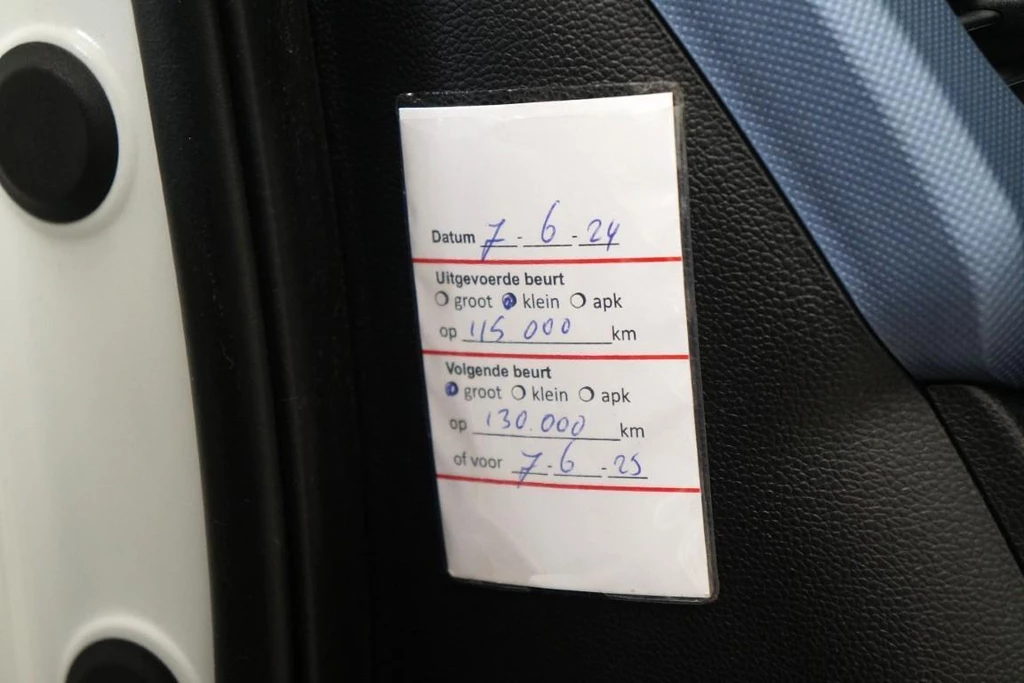 Datum 7 - 6 - 24
Uitgevoerde beurt
groot klein apk
op 115 000 km
Volgende beurt
groot klein apk
op 130.000 km
of voor 7 - 6 - 25